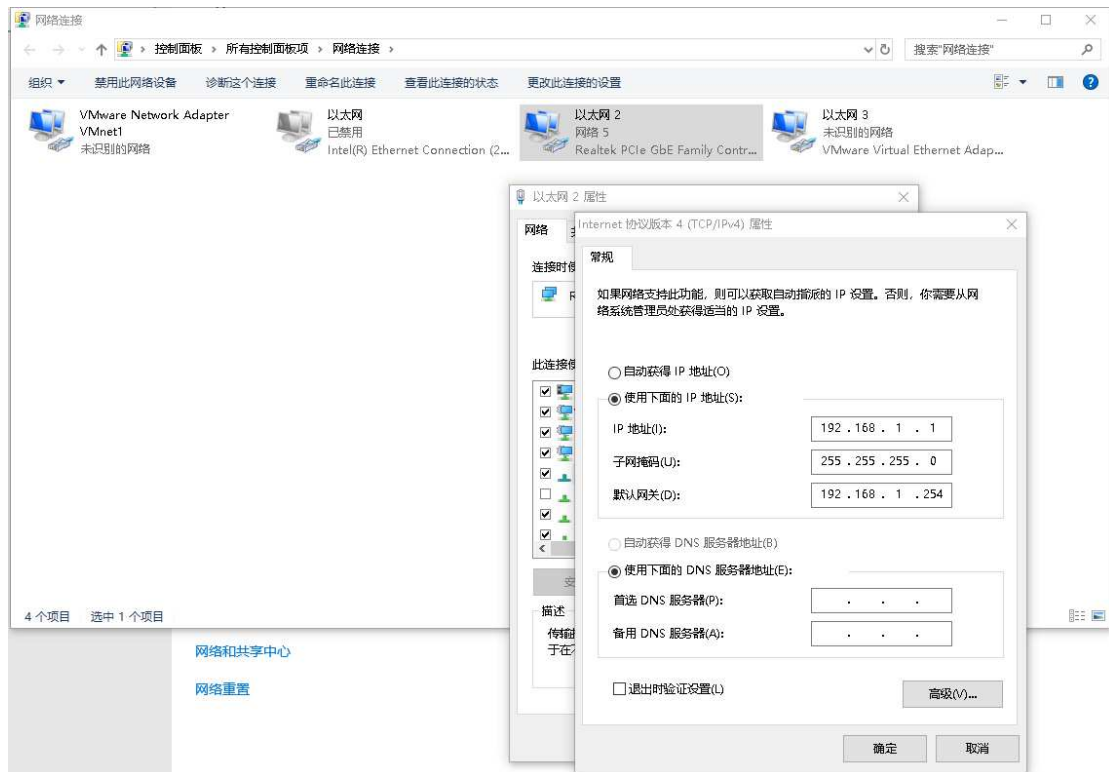 网络连接
控制面板 › 所有控制面板项 › 网络连接 ›
搜索"网络连接"
组织 禁用此网络设备 诊断这个连接 重命名此连接 查看此连接的状态 更改此连接的设置
VMware Network Adapter
VMnet1
未识别的网络
以太网
已禁用
Intel(R) Ethernet Connection (2...
以太网 2
网络 5
Realtek PCIe GbE Family Contr...
以太网 3
未识别的网络
VMware Virtual Ethernet Adap...
以太网 2 属性
网络
连接时使
R
此连接使
描述
传输
于在
Internet 协议版本 4 (TCP/IPv4) 属性
常规
如果网络支持此功能，则可以获取自动指派的 IP 设置。否则，你需要从网
络系统管理员处获得适当的 IP 设置。
自动获得 IP 地址(O)
使用下面的 IP 地址(S):
IP 地址(I): 192 . 168 . 1 . 1
子网掩码(U): 255 . 255 . 255 . 0
默认网关(D): 192 . 168 . 1 . 254
自动获得 DNS 服务器地址(B)
使用下面的 DNS 服务器地址(E):
首选 DNS 服务器(P): . . .
备用 DNS 服务器(A): . . .
退出时验证设置(L)
高级(V)...
确定 取消
4 个项目 选中 1 个项目
网络和共享中心
网络重置